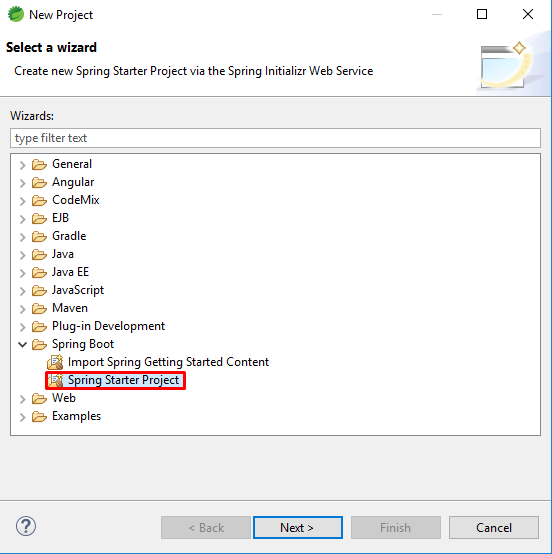 New Project
Select a wizard
Create new Spring Starter Project via the Spring Initializr Web Service
Wizards:
type filter text
General
Angular
CodeMix
EJB
Gradle
Java
Java EE
JavaScript
Maven
Plug-in Development
Spring Boot
Import Spring Getting Started Content
Spring Starter Project
Web
Examples
< Back Next > Finish Cancel